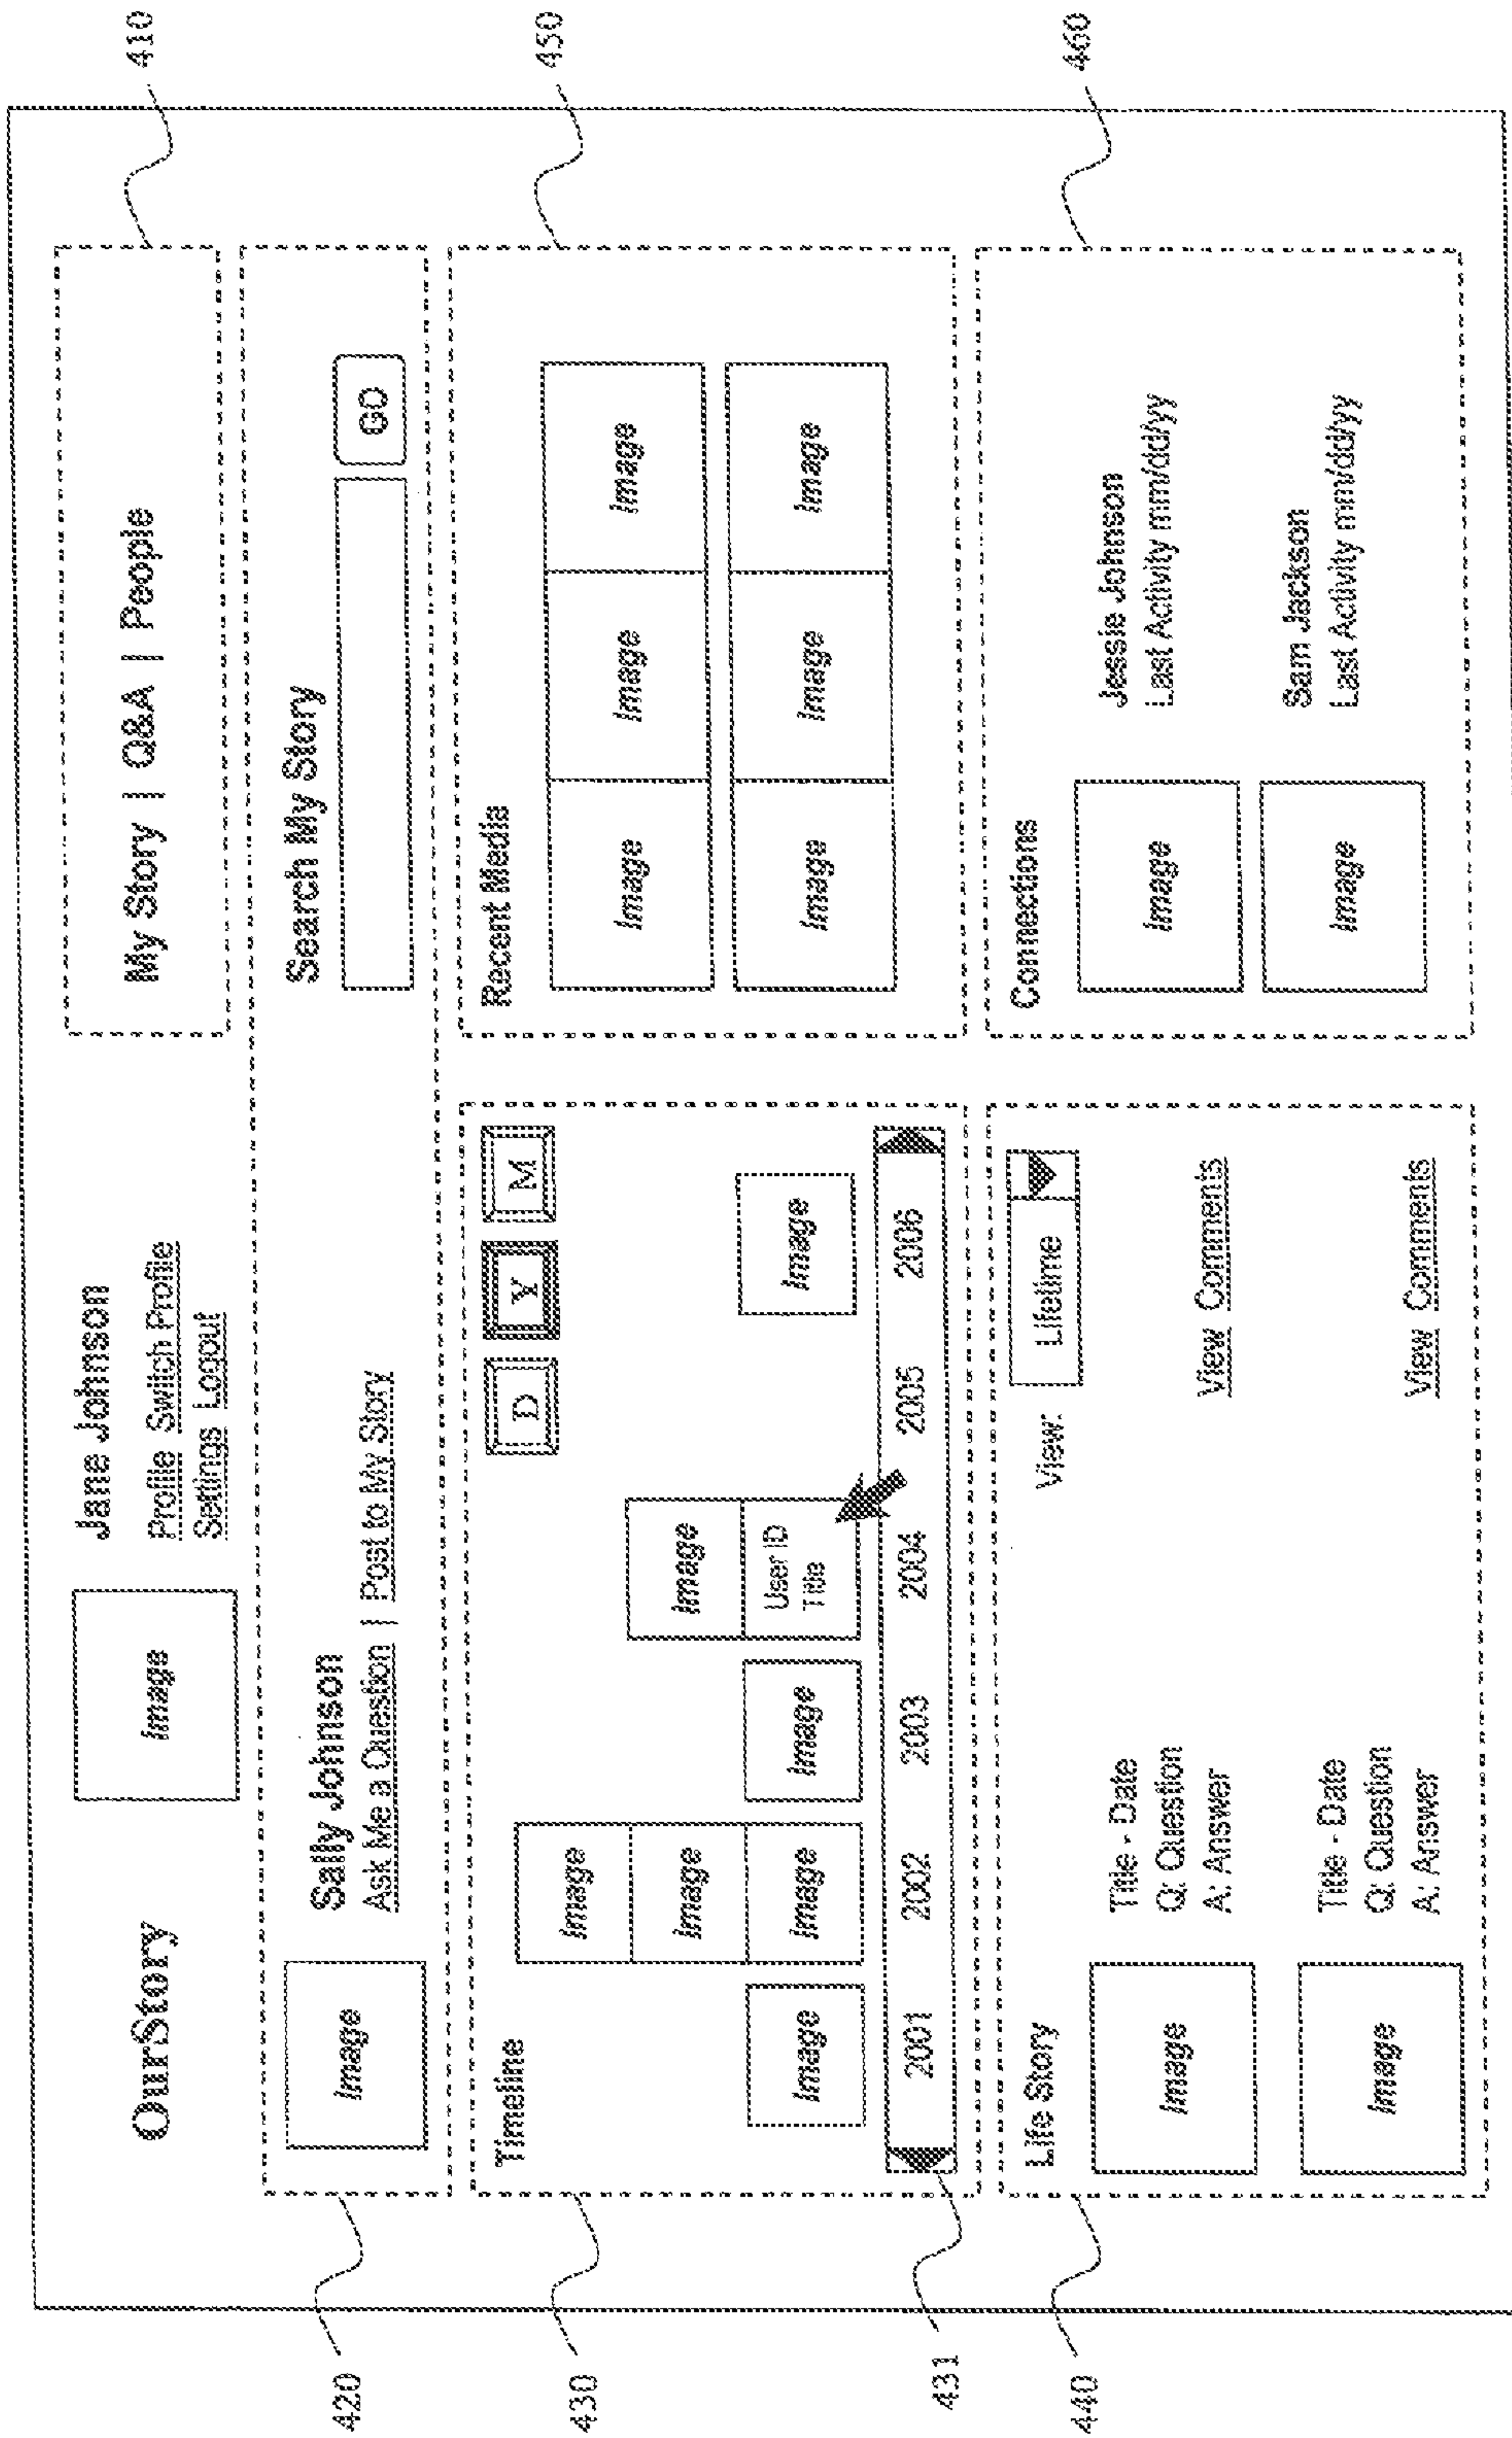 410
OurStory
Image
Jane Johnson
Profile Switch Profile
Settings Logout
My Story | Q&A | People
420
Image
Sally Johnson
Ask Me a Question | Post to My Story
Search My Story
GO
430
Timeline
D Y M
Image
Image
Image
Image
Image
Image
User ID
Title
Image
2001 2002 2003 2004 2005 2006
431
450
Recent Media
Image Image Image
Image Image Image
440
Life Story
View: Lifetime
Image
Title - Date
Q: Question
A: Answer
View Comments
Image
Title - Date
Q: Question
A: Answer
View Comments
460
Connections
Image
Jessie Johnson
Last Activity mm/dd/yy
Image
Sam Jackson
Last Activity mm/dd/yy